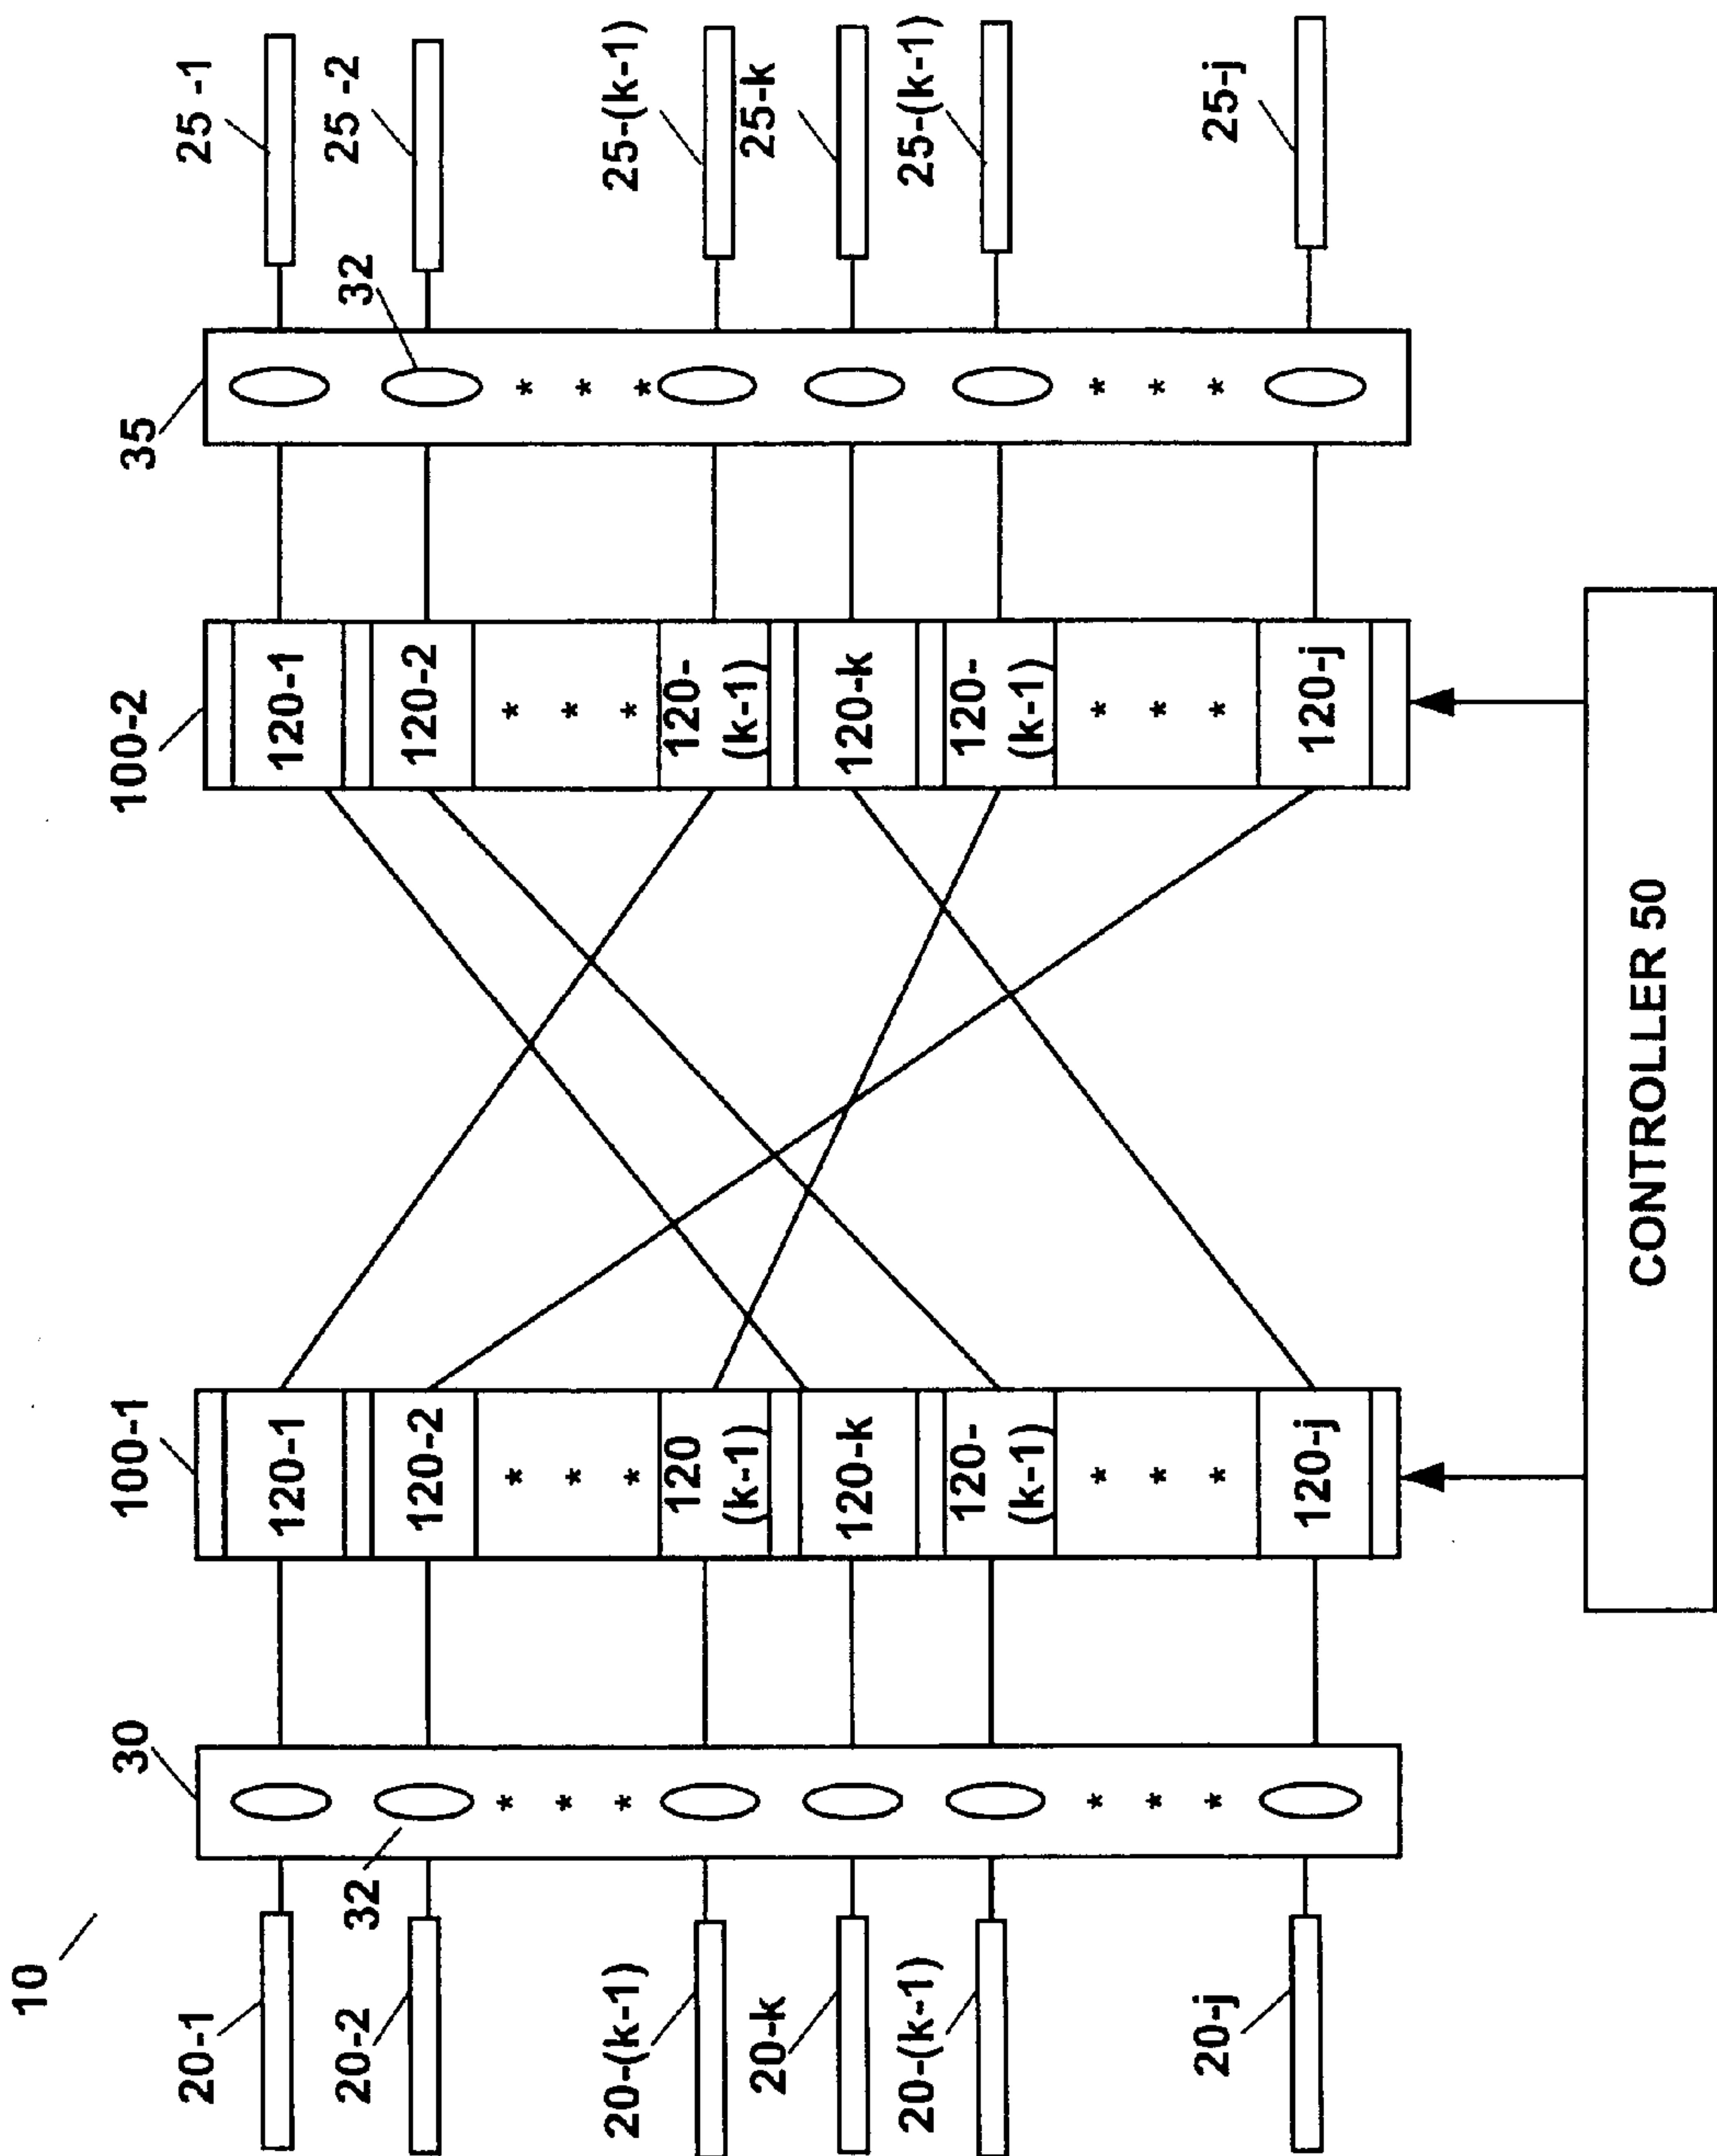 10
20-1
20-2
20-(k-1)
20-k
20-(k-1)
20-j
30
32
* * *
* * *
100-1
120-1
120-2
* * *
120
(k-1)
120-k
120-
(k-1)
* * *
120-j
100-2
120-1
120-2
* * *
120-
(k-1)
120-k
120-
(k-1)
* * *
120-j
35
32
* * *
* * *
25 -1
25 -2
25-(k-1)
25-k
25-(k-1)
25-j
CONTROLLER 50